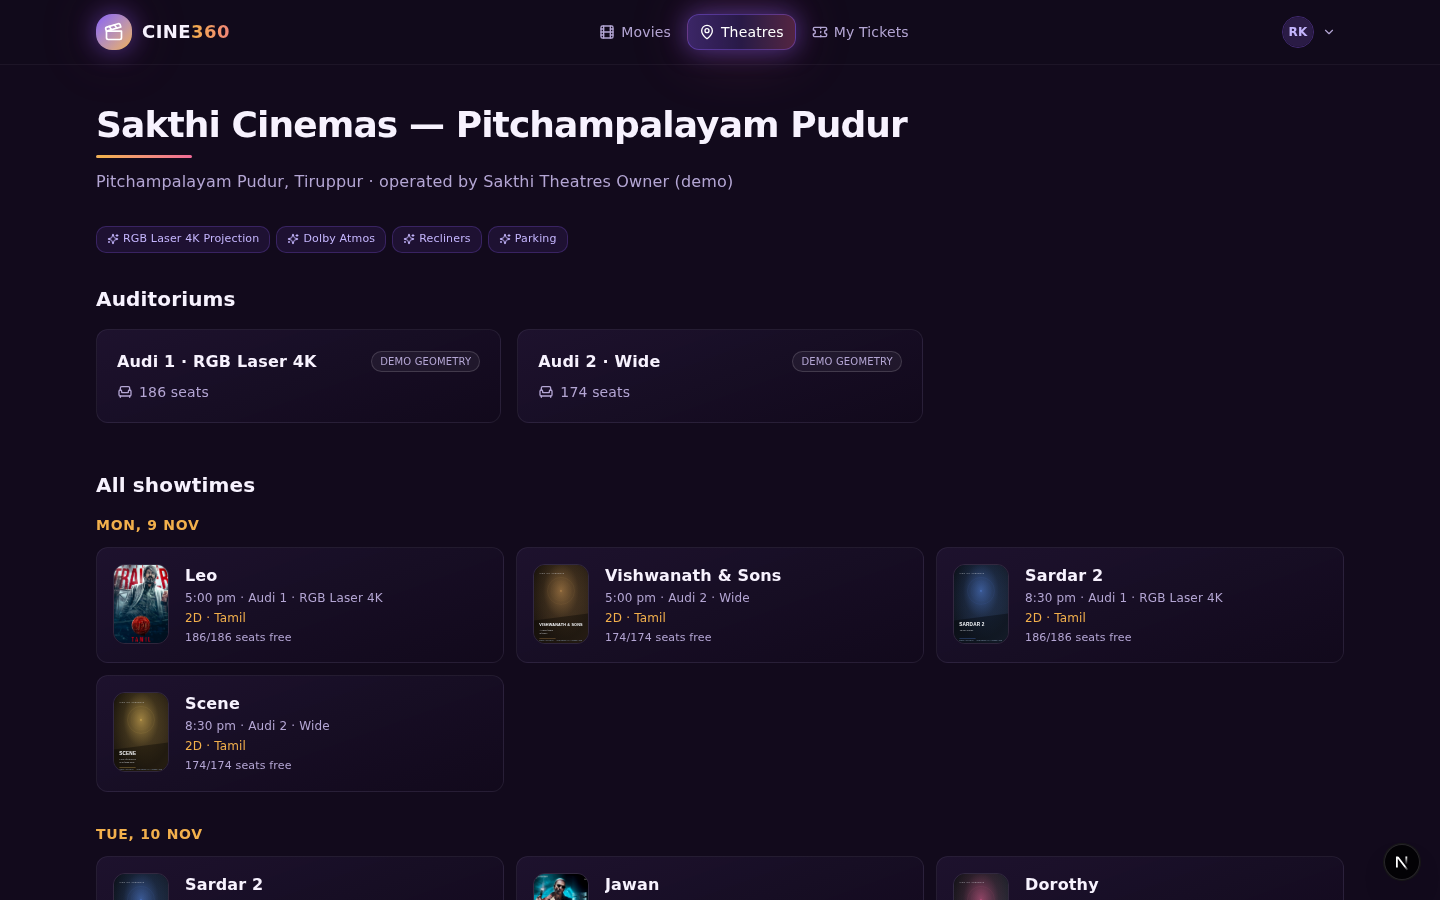 CINE360
Movies
Theatres
My Tickets
RK
Sakthi Cinemas — Pitchampalayam Pudur
Pitchampalayam Pudur, Tiruppur · operated by Sakthi Theatres Owner (demo)
RGB Laser 4K Projection
Dolby Atmos
Recliners
Parking
Auditoriums
Audi 1 · RGB Laser 4K
DEMO GEOMETRY
186 seats
Audi 2 · Wide
DEMO GEOMETRY
174 seats
All showtimes
MON, 9 NOV
TAMIL
Leo
5:00 pm · Audi 1 · RGB Laser 4K
2D · Tamil
186/186 seats free
VISHWANATH & SONS
Vishwanath & Sons
5:00 pm · Audi 2 · Wide
2D · Tamil
174/174 seats free
SARDAR 2
Sardar 2
8:30 pm · Audi 1 · RGB Laser 4K
2D · Tamil
186/186 seats free
SCENE
Scene
8:30 pm · Audi 2 · Wide
2D · Tamil
174/174 seats free
TUE, 10 NOV
Sardar 2
Jawan
Dorothy
N